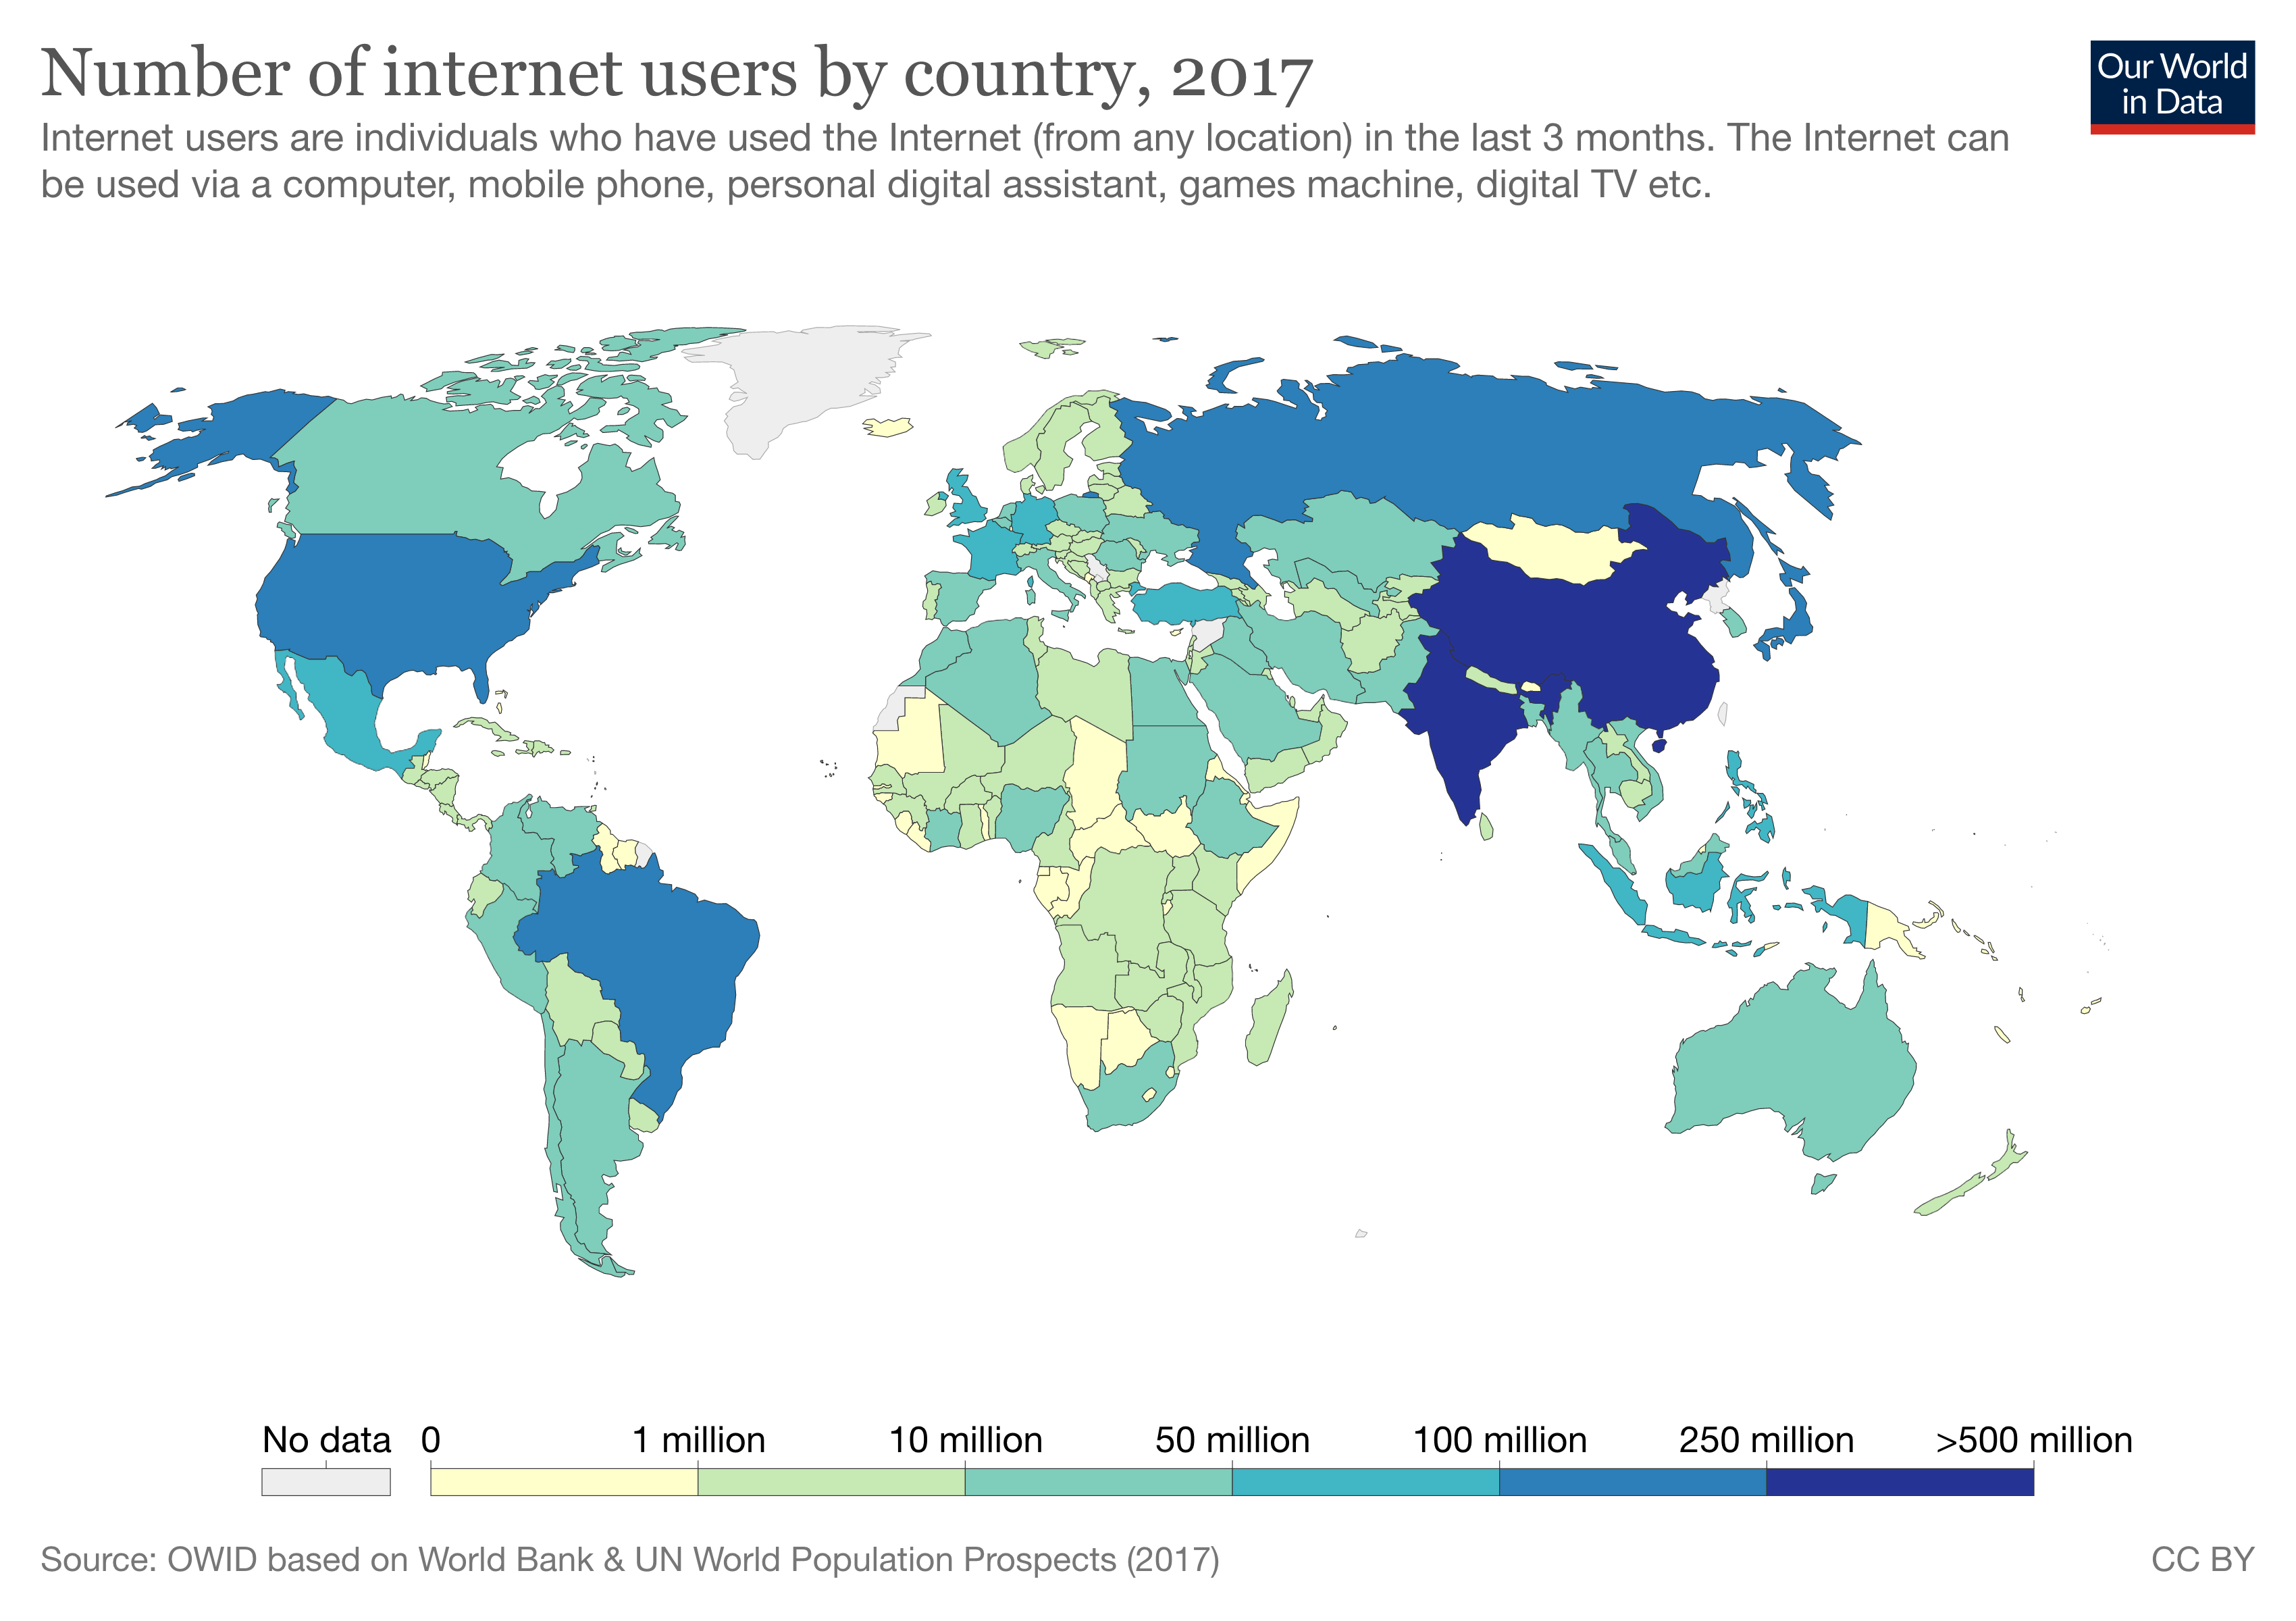 Number of internet users by country, 2017
Our World
in Data
Internet users are individuals who have used the Internet (from any location) in the last 3 months. The Internet can
be used via a computer, mobile phone, personal digital assistant, games machine, digital TV etc.
No data 0 1 million 10 million 50 million 100 million 250 million >500 million
Source: OWID based on World Bank & UN World Population Prospects (2017)
CC BY